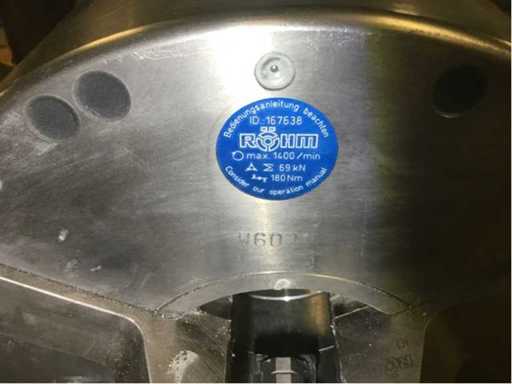 Bedienungsanleitung beachten
ID.:167638
RÖHM
max. 1400/min
Σ 69 kN
180 Nm
Consider our operation manual